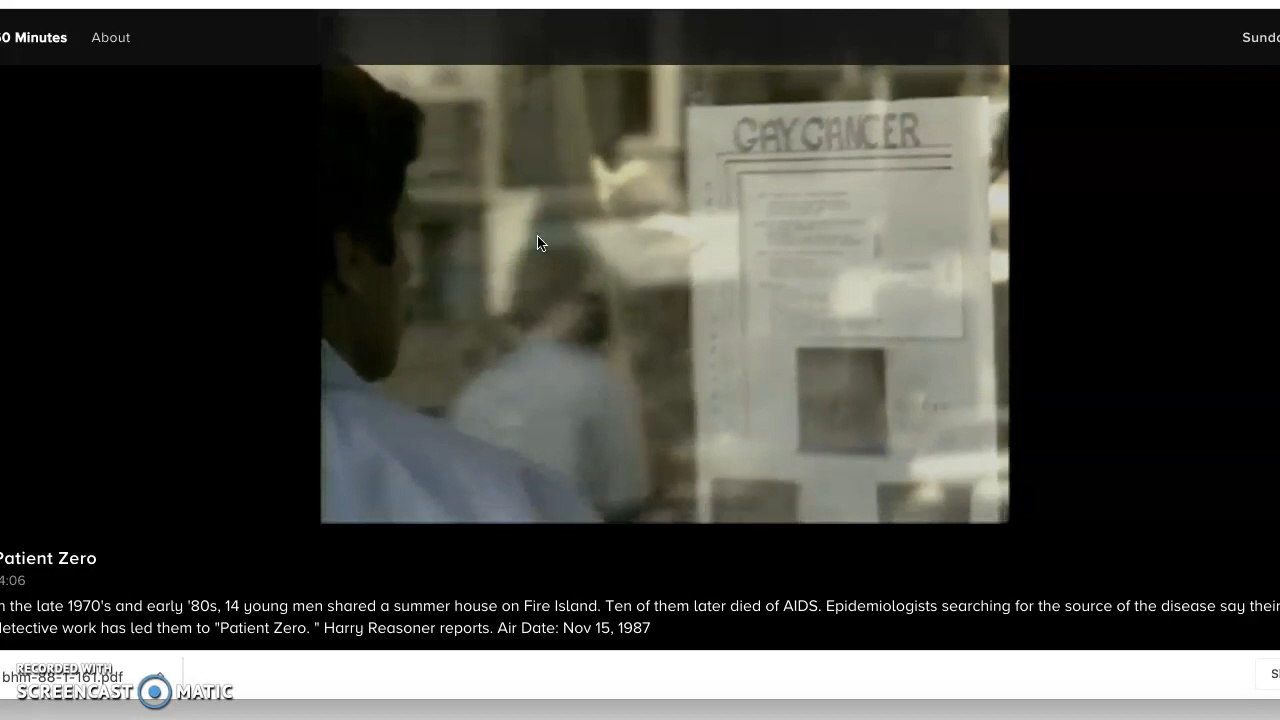 60 Minutes About Sund
GAY CANCER
Patient Zero
4:06
n the late 1970's and early '80s, 14 young men shared a summer house on Fire Island. Ten of them later died of AIDS. Epidemiologists searching for the source of the disease say their
detective work has led them to "Patient Zero. " Harry Reasoner reports. Air Date: Nov 15, 1987
bhm-88-1-161.pdf
RECORDED WITH
SCREENCAST MATIC